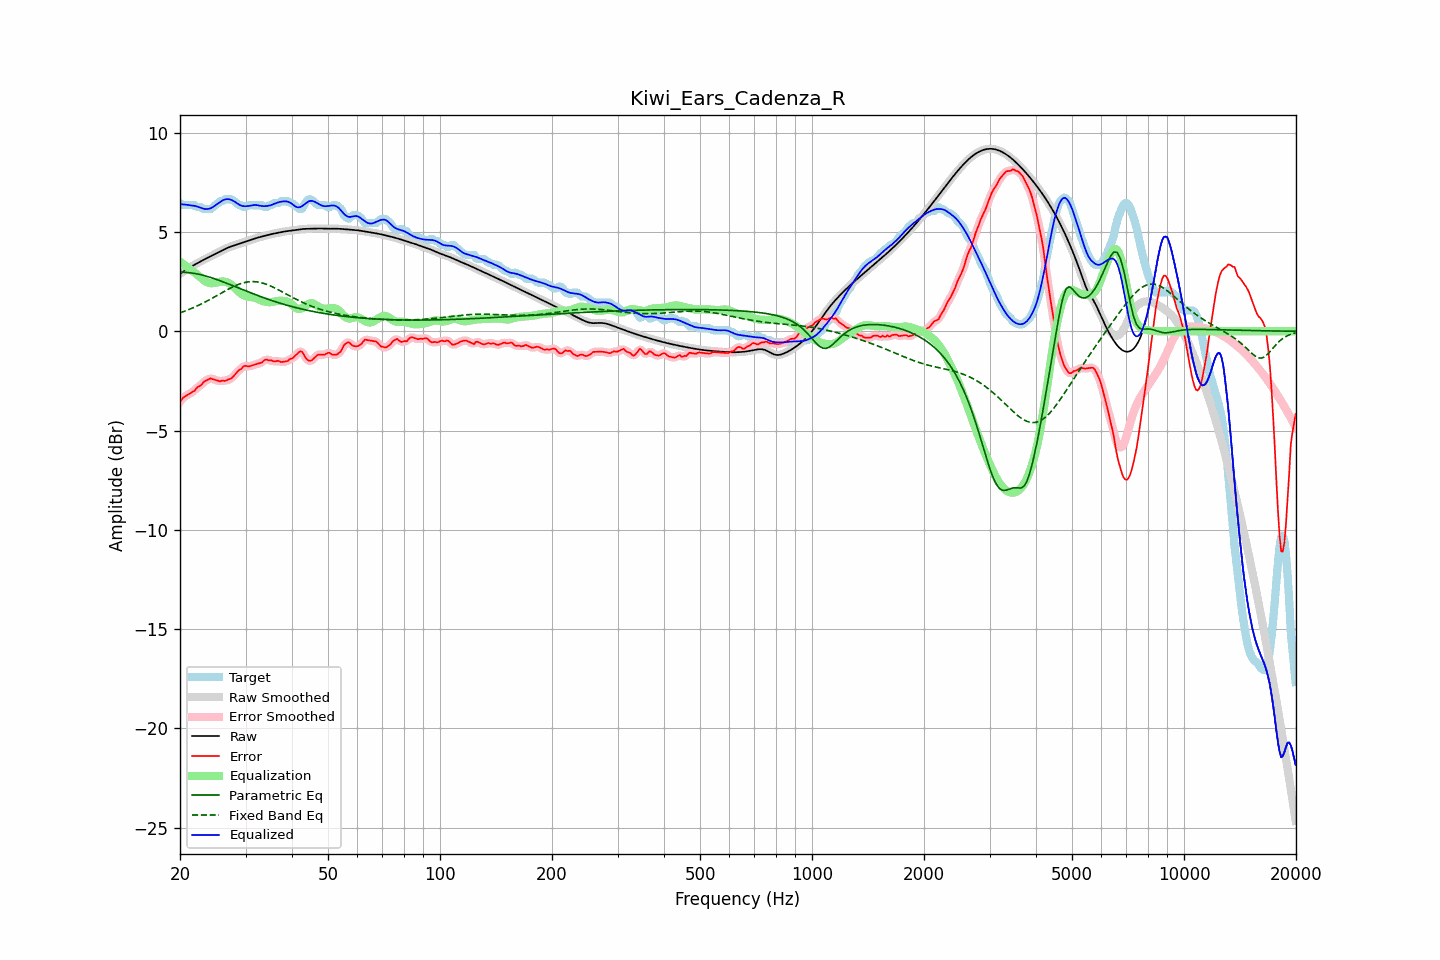 Kiwi_Ears_Cadenza_R
Amplitude (dBr)
10
5
0
−5
−10
−15
−20
−25
Target
Raw Smoothed
Error Smoothed
Raw
Error
Equalization
Parametric Eq
Fixed Band Eq
Equalized
20 50 100 200 500 1000 2000 5000 10000 20000
Frequency (Hz)